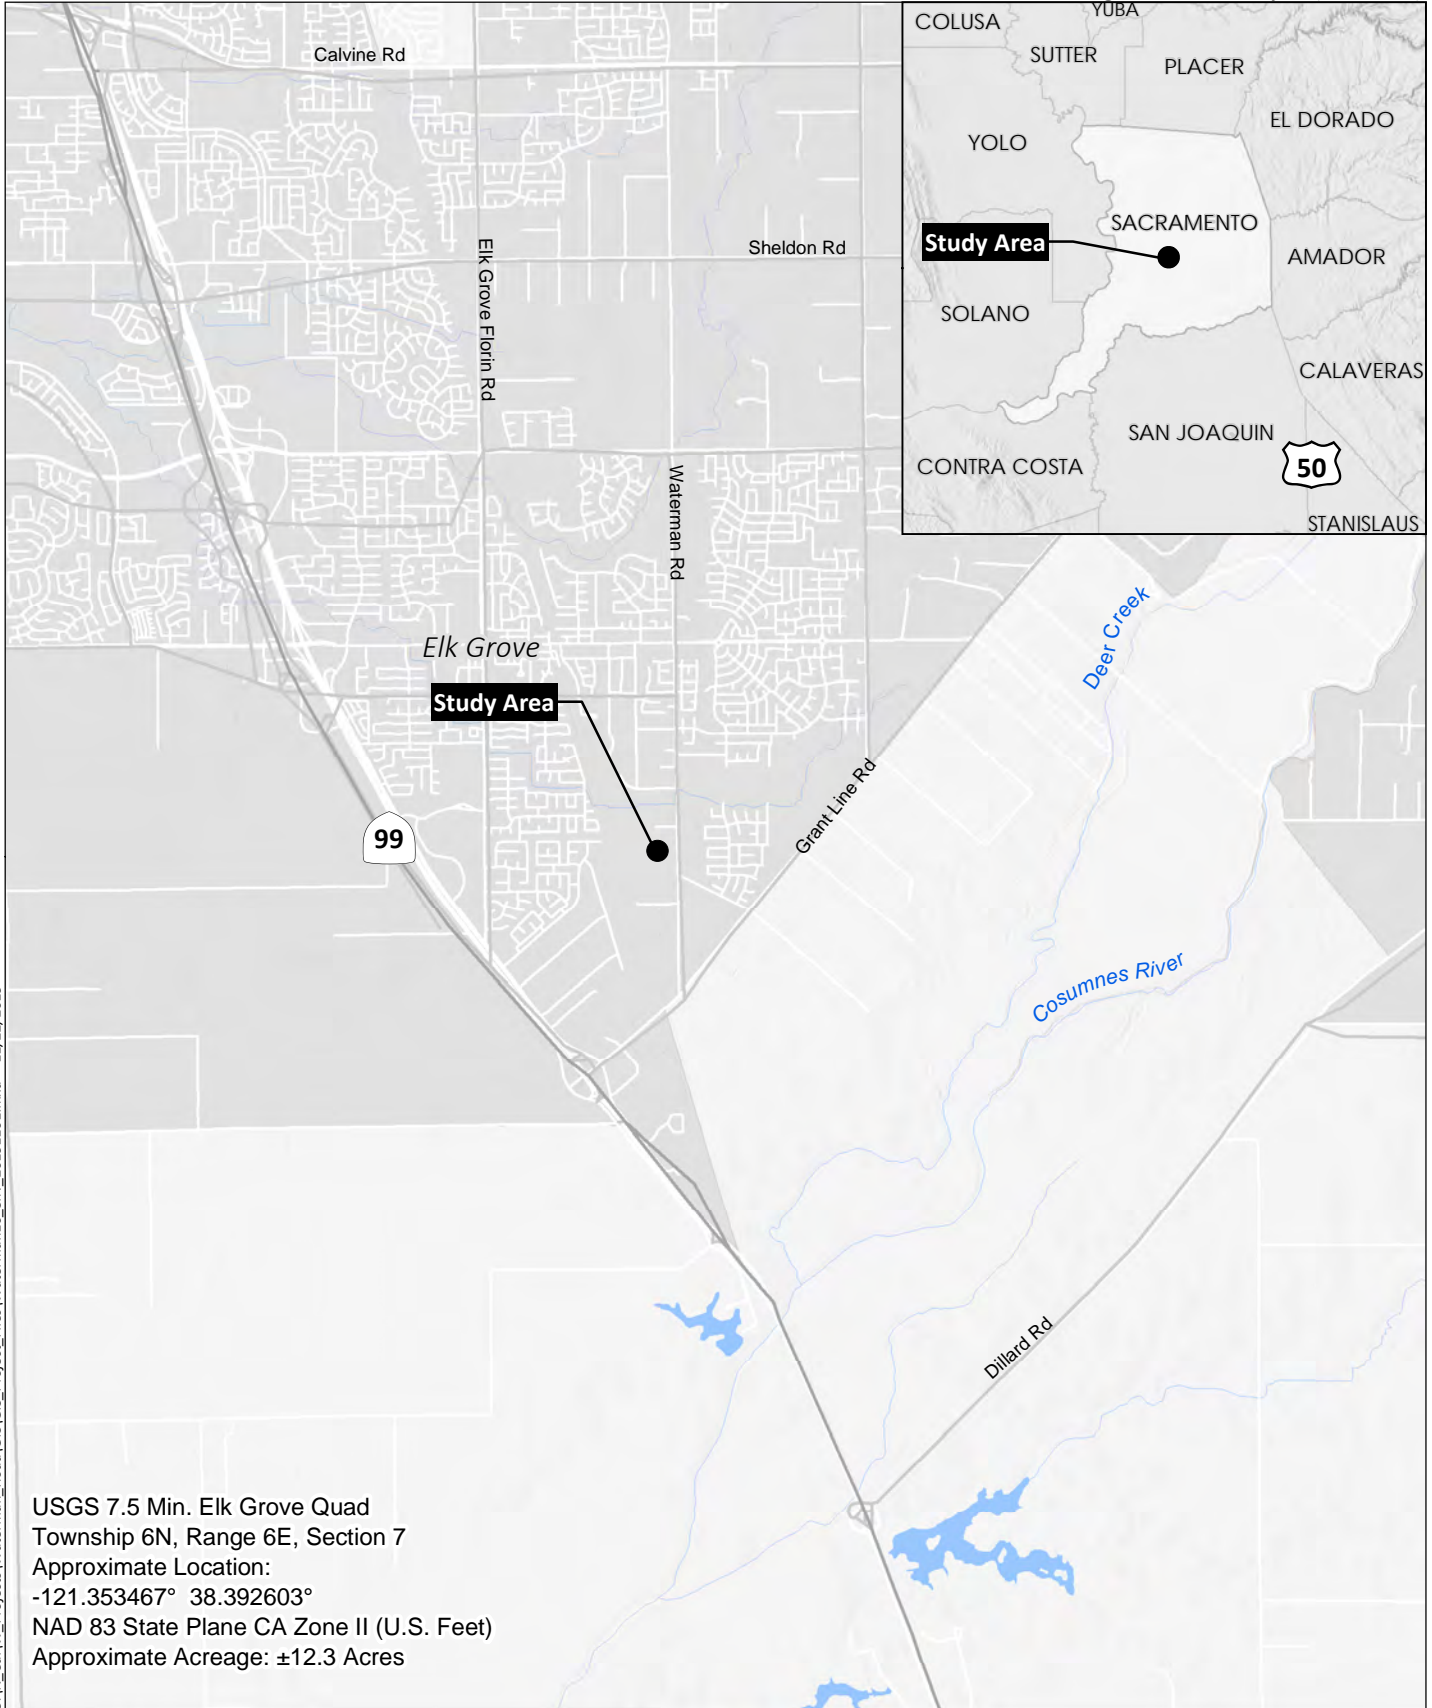 Calvine Rd
Sheldon Rd
Elk Grove Florin Rd
Waterman Rd
Elk Grove
Study Area
99
Grant Line Rd
Deer Creek
Cosumnes River
Dillard Rd
COLUSA
YUBA
SUTTER
PLACER
EL DORADO
YOLO
SACRAMENTO
Study Area
AMADOR
SOLANO
CALAVERAS
SAN JOAQUIN
CONTRA COSTA
50
STANISLAUS
USGS 7.5 Min. Elk Grove Quad
Township 6N, Range 6E, Section 7
Approximate Location:
-121.353467° 38.392603°
NAD 83 State Plane CA Zone II (U.S. Feet)
Approximate Acreage: ±12.3 Acres